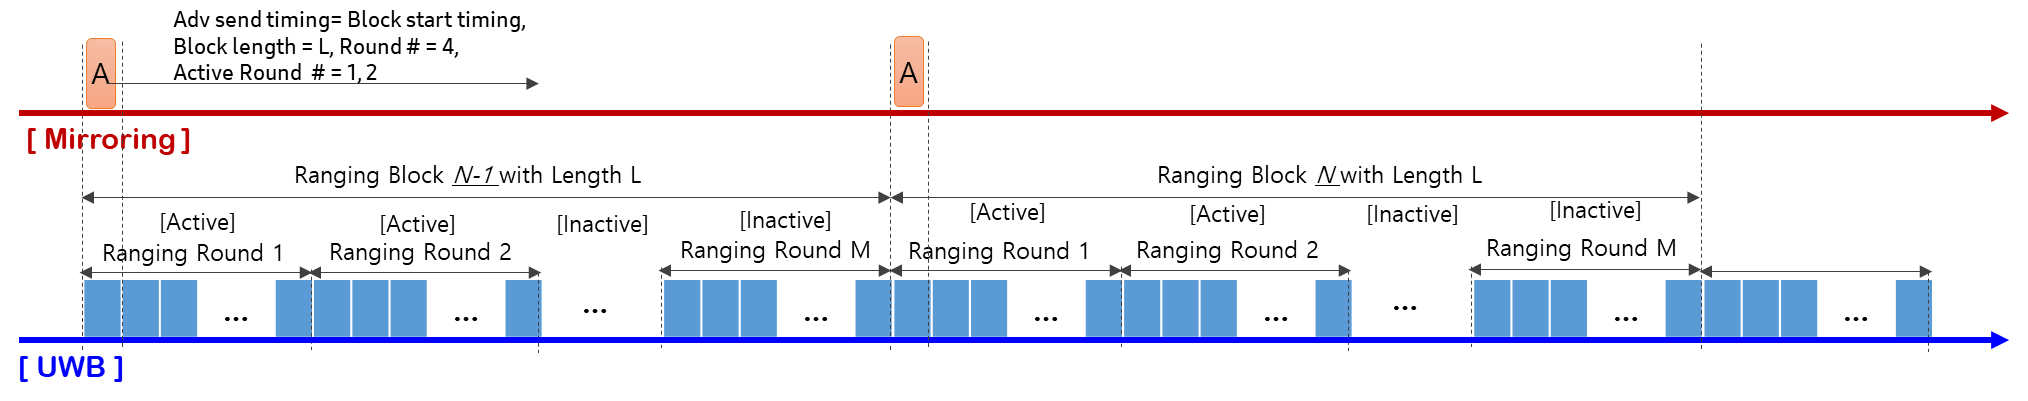 Adv send timing= Block start timing,
Block length = L, Round # = 4,
Active Round # = 1, 2
A
A
[ Mirroring ]
Ranging Block N-1 with Length L
Ranging Block N with Length L
[Active]
[Active]
[Inactive]
[Inactive]
[Active]
[Active]
[Inactive]
[Inactive]
Ranging Round 1
Ranging Round 2
Ranging Round M
Ranging Round 1
Ranging Round 2
Ranging Round M
...
...
...
...
...
...
...
...
...
[ UWB ]